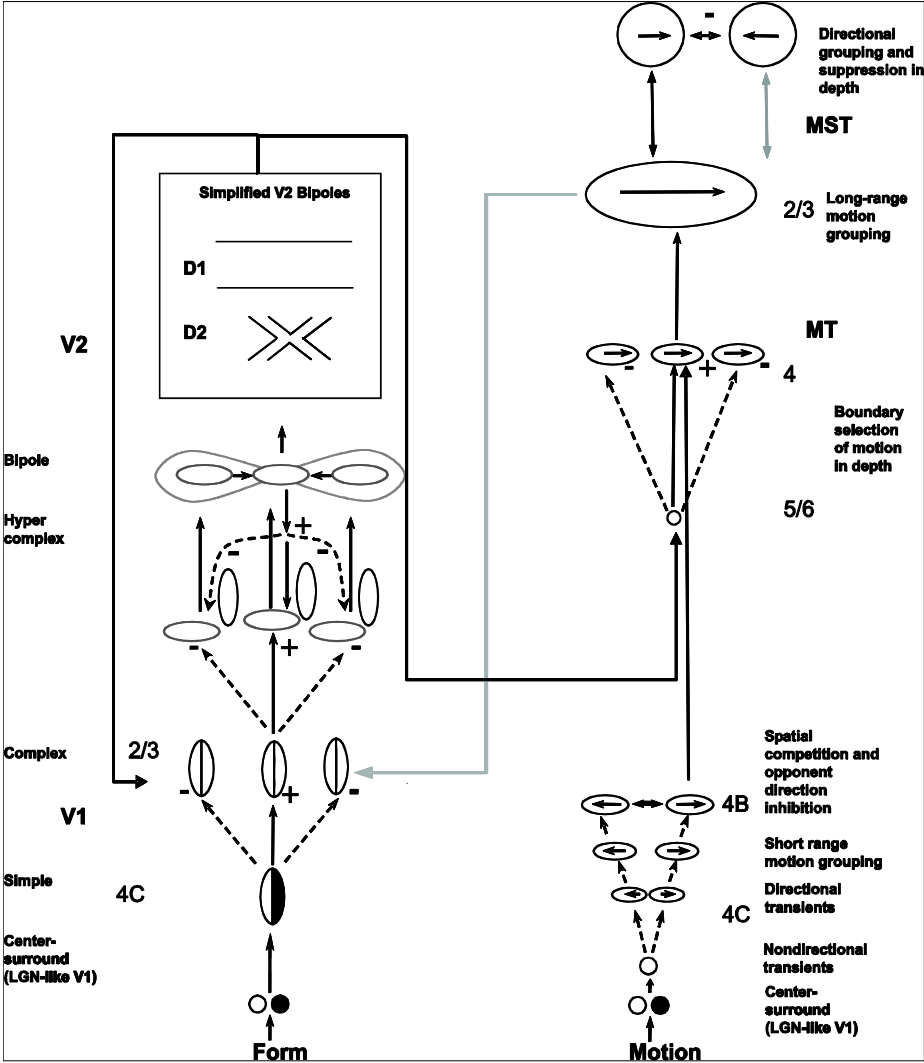 Directional
grouping and
suppression in
depth
MST
Simplified V2 Bipoles
D1
D2
V2
2/3
Long-range
motion
grouping
MT
4
Boundary
selection
of motion
in depth
5/6
Bipole
Hyper
complex
Complex
2/3
V1
Simple
4C
Center-
surround
(LGN-like V1)
Form
Spatial
competition and
opponent
direction
inhibition
4B
Short range
motion grouping
Directional
transients
4C
Nondirectional
transients
Center-
surround
(LGN-like V1)
Motion